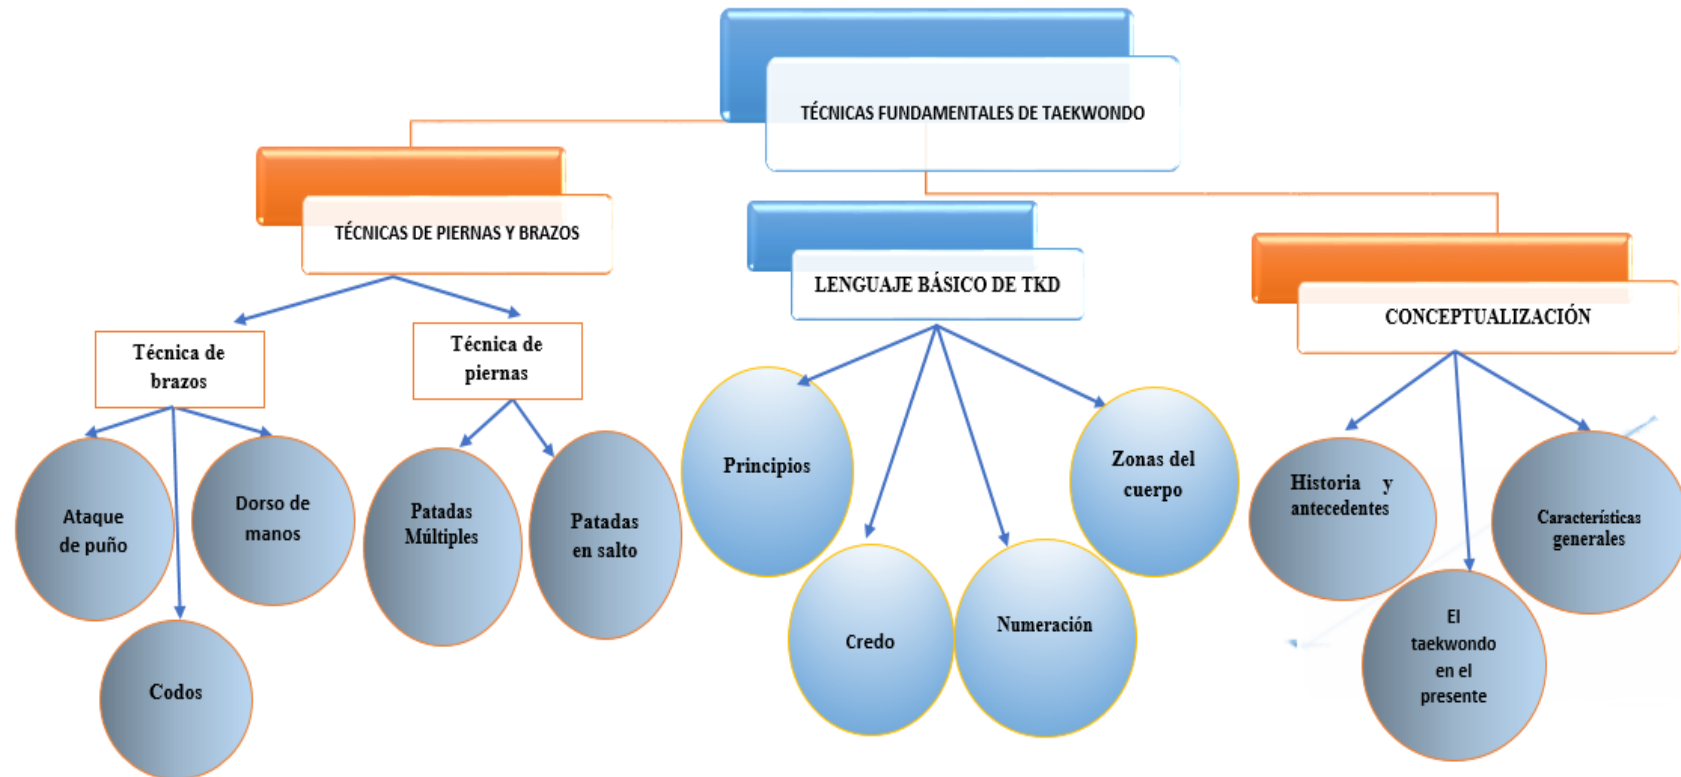 TÉCNICAS FUNDAMENTALES DE TAEKWONDO
TÉCNICAS DE PIERNAS Y BRAZOS
Técnica de
brazos
Ataque
de puño
Codos
Dorso de
manos
Técnica de
piernas
Patadas
Múltiples
Patadas
en salto
LENGUAJE BÁSICO DE TKD
Principios
Credo
Numeración
Zonas del
cuerpo
CONCEPTUALIZACIÓN
Historia y
antecedentes
El
taekwondo
en el
presente
Características
generales